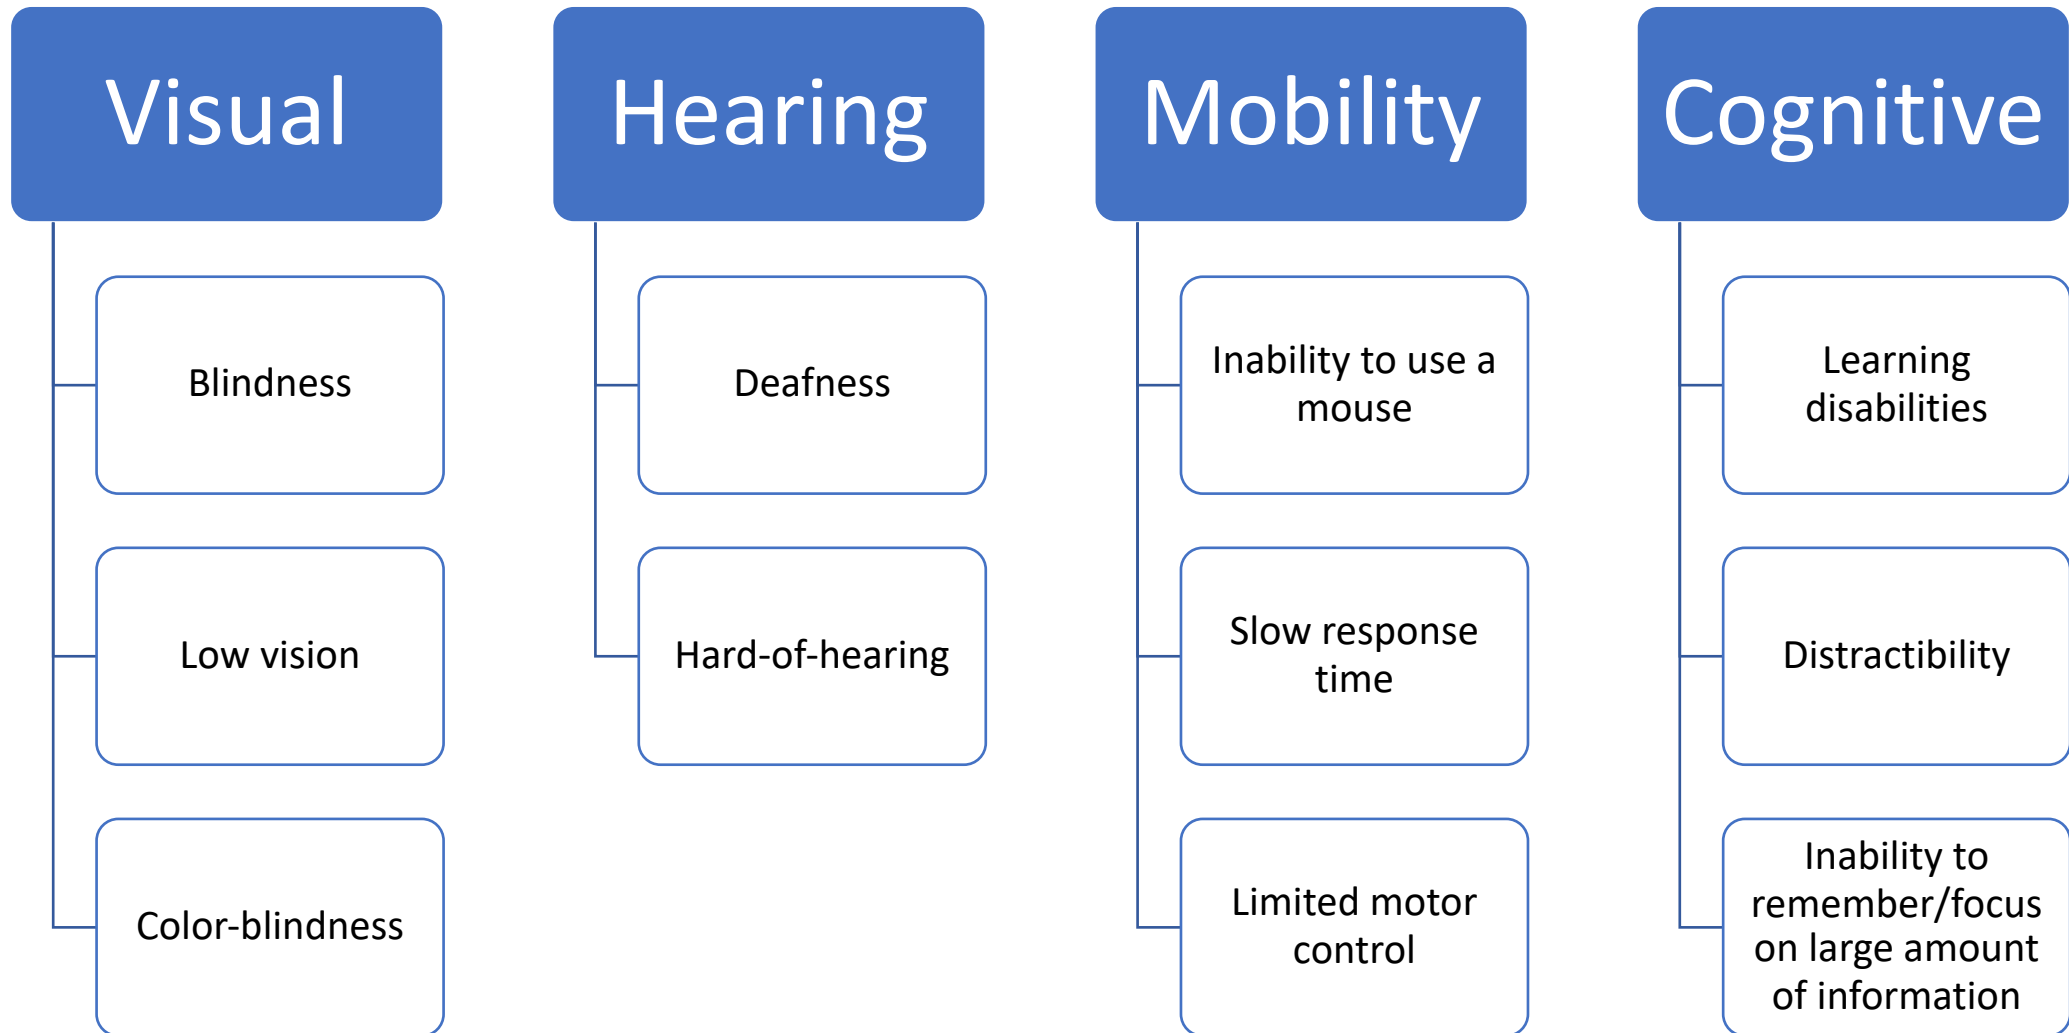 Visual
Blindness
Low vision
Color-blindness
Hearing
Deafness
Hard-of-hearing
Mobility
Inability to use a
mouse
Slow response
time
Limited motor
control
Cognitive
Learning
disabilities
Distractibility
Inability to
remember/focus
on large amount
of information